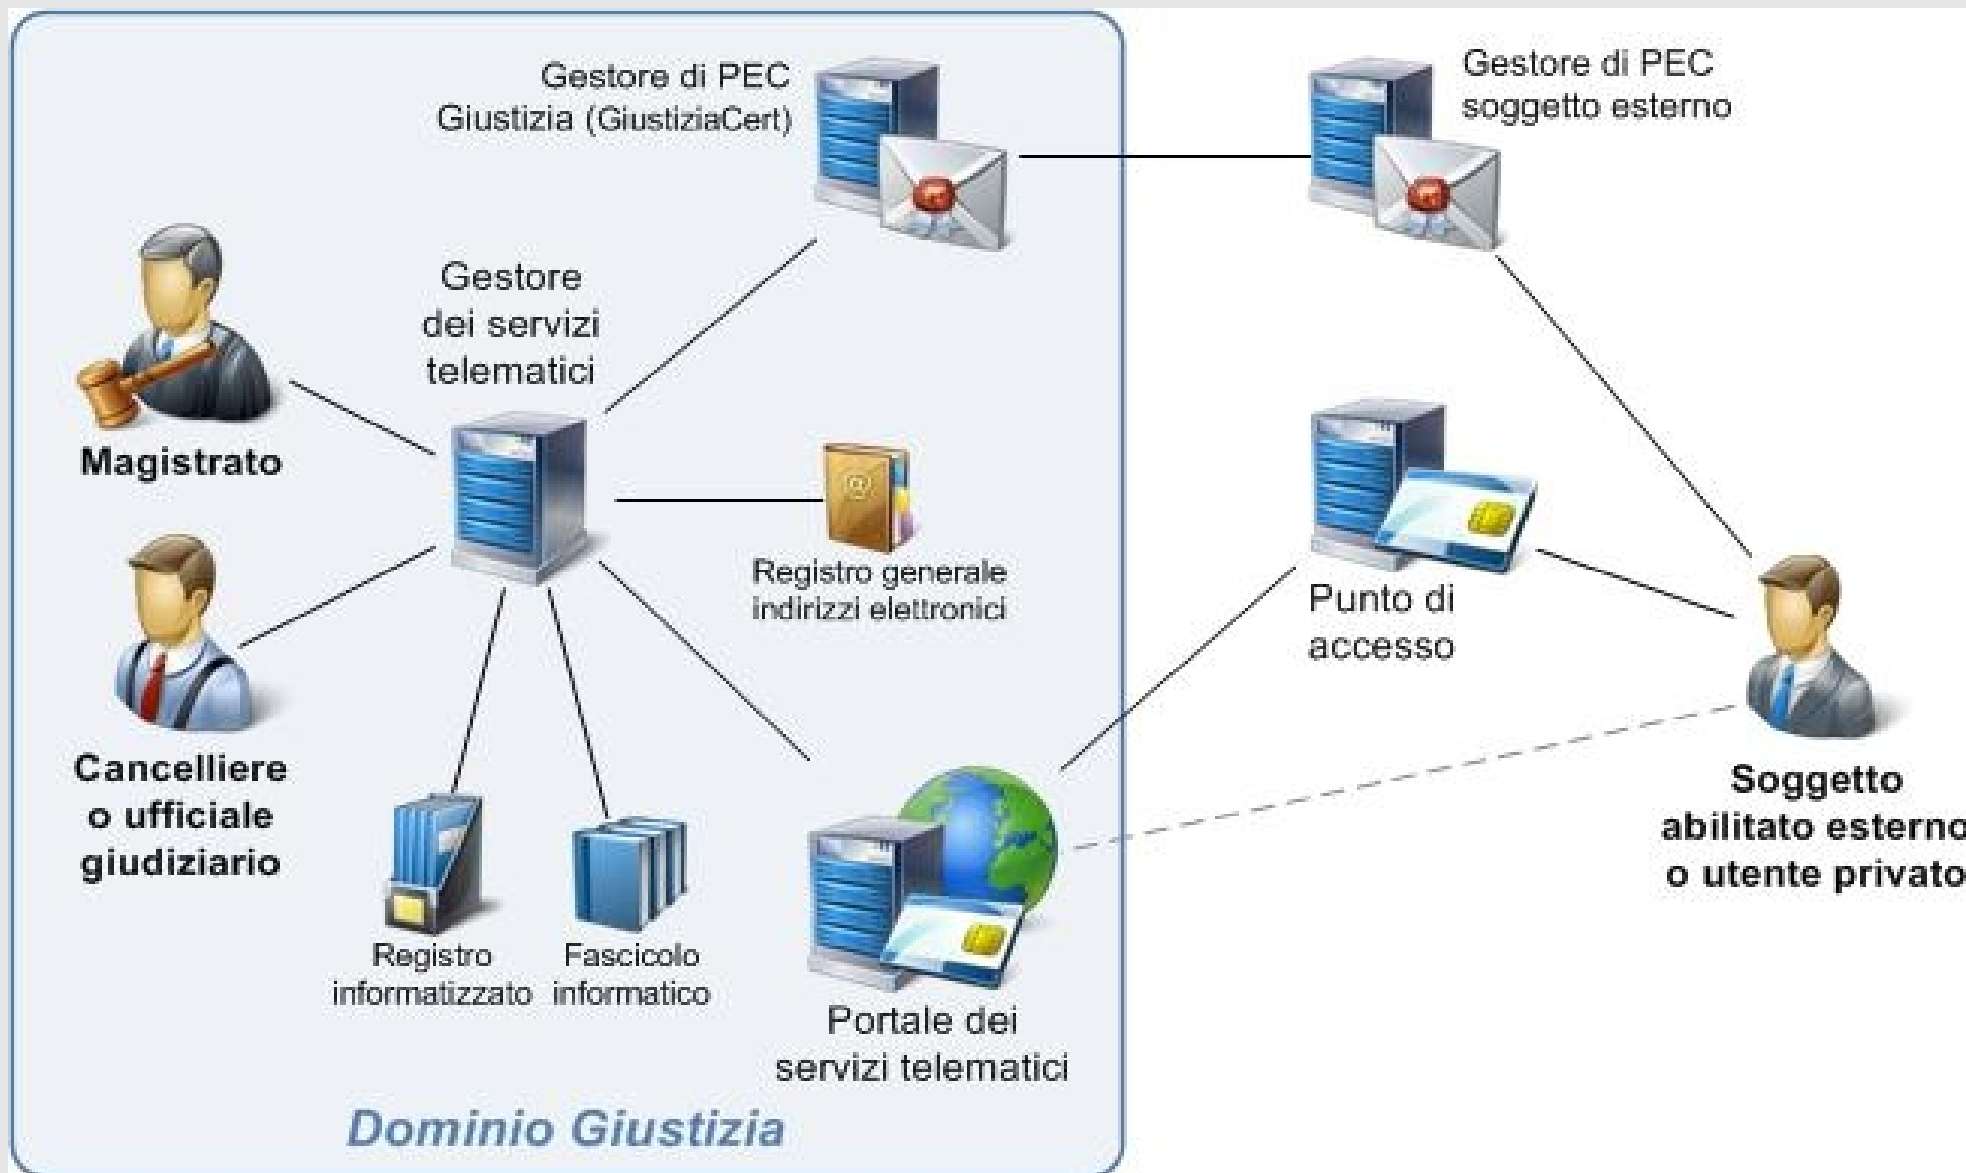 Gestore di PEC
Giustizia (GiustiziaCert)
Gestore di PEC
soggetto esterno
Gestore
dei servizi
telematici
Magistrato
Registro generale
indirizzi elettronici
Punto di
accesso
Cancelliere
o ufficiale
giudiziario
Soggetto
abilitato esterno
o utente privato
Registro
informatizzato
Fascicolo
informatico
Portale dei
servizi telematici
Dominio Giustizia